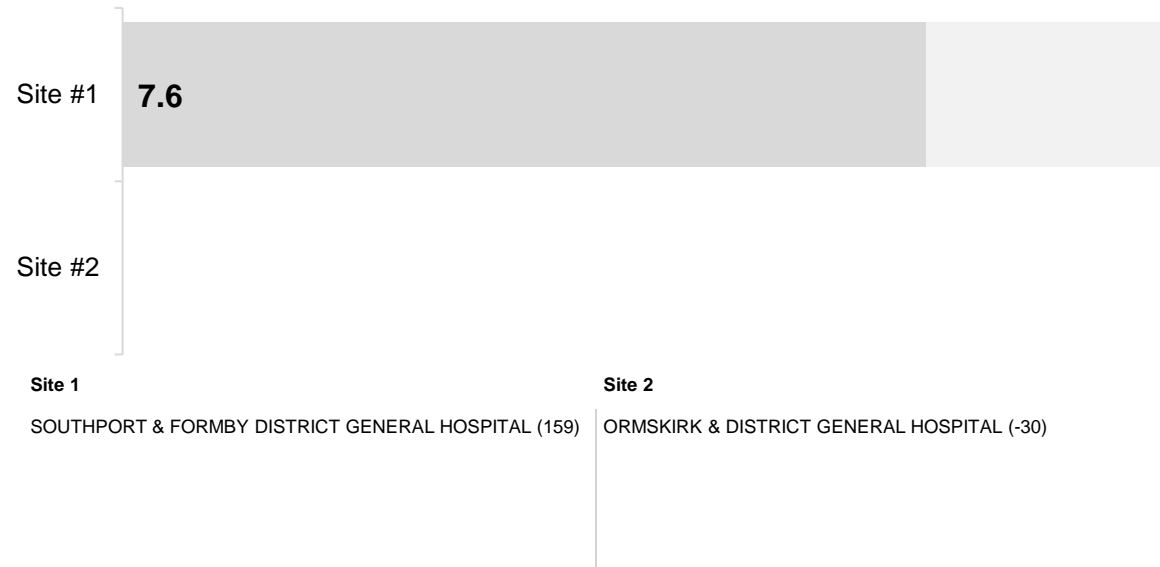 Site #1
7.6
Site #2
Site 1
Site 2
SOUTHPORT & FORMBY DISTRICT GENERAL HOSPITAL (159)
ORMSKIRK & DISTRICT GENERAL HOSPITAL (-30)